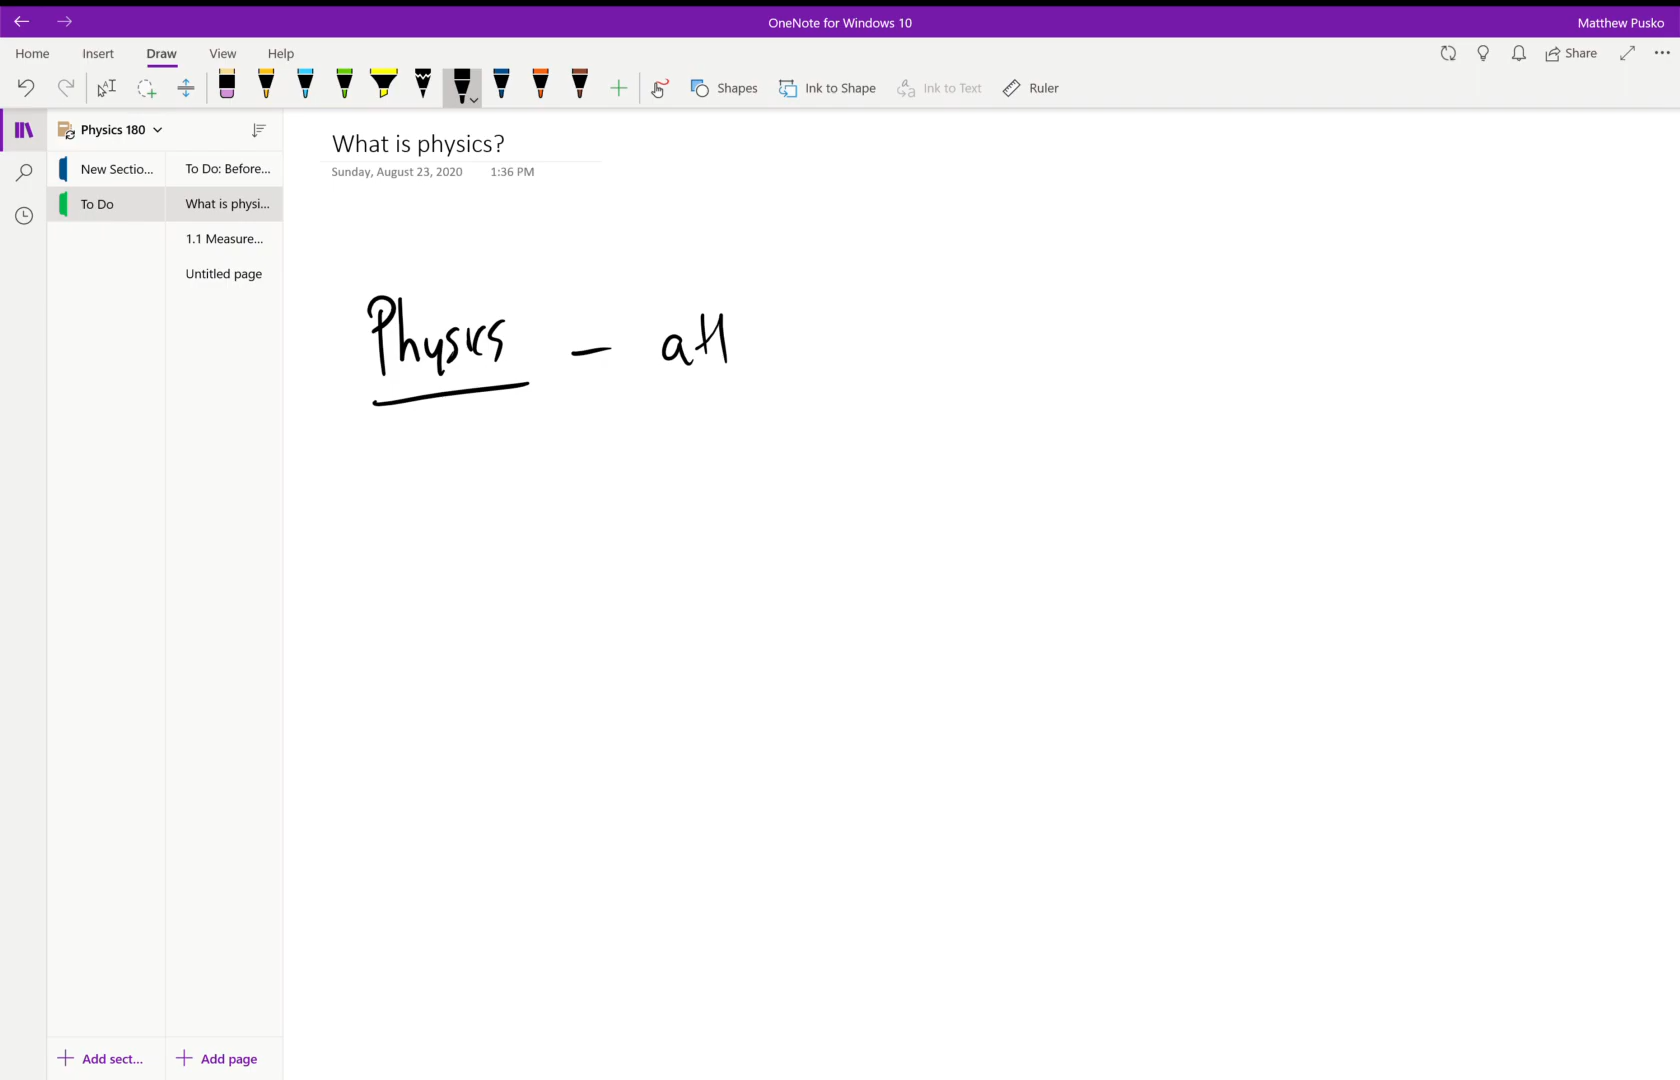 OneNote for Windows 10
Matthew Pusko
Home Insert Draw View Help
Share
Shapes Ink to Shape Ink to Text Ruler
Physics 180
New Sectio...
To Do
To Do: Before...
What is physi...
1.1 Measure...
Untitled page
What is physics?
Sunday, August 23, 2020 1:36 PM
Physics – att
Add sect...
Add page